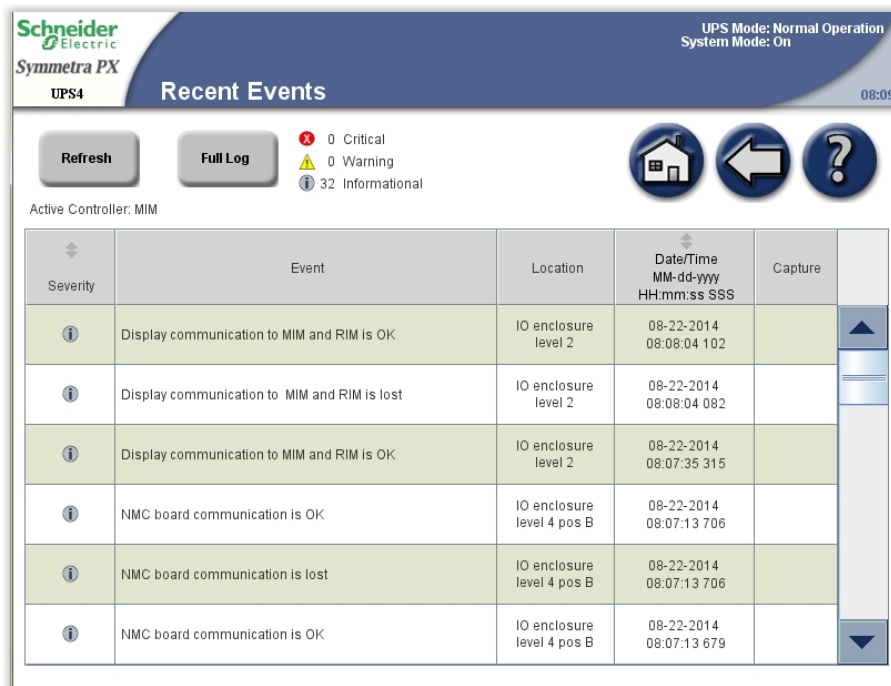 Schneider
Electric
Symmetra PX
UPS4
Recent Events
UPS Mode: Normal Operation
System Mode: On
Refresh
Full Log
0 Critical
0 Warning
32 Informational
?
Active Controller: MIM
Severity
Event
Location
Date/Time
MM-dd-yyyy
HH:mm:ss SSS
Capture
Display communication to MIM and RIM is OK
IO enclosure
level 2
08-22-2014
08:08:04 102
Display communication to MIM and RIM is lost
IO enclosure
level 2
08-22-2014
08:08:04 082
Display communication to MIM and RIM is OK
IO enclosure
level 2
08-22-2014
08:07:35 315
NMC board communication is OK
IO enclosure
level 4 pos B
08-22-2014
08:07:13 706
NMC board communication is lost
IO enclosure
level 4 pos B
08-22-2014
08:07:13 706
NMC board communication is OK
IO enclosure
level 4 pos B
08-22-2014
08:07:13 679